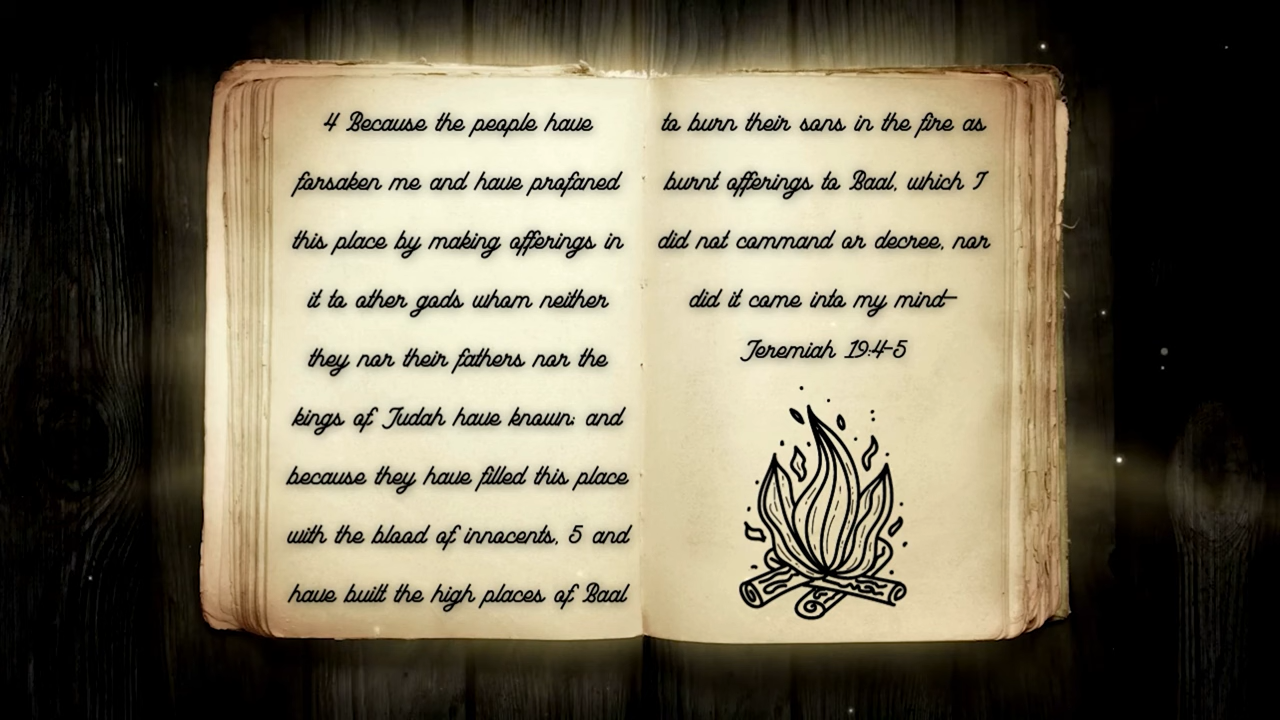 4 Because the people have
forsaken me and have profaned
this place by making offerings in
it to other gods whom neither
they nor their fathers nor the
kings of Judah have known; and
because they have filled this place
with the blood of innocents, 5 and
have built the high places of Baal
to burn their sons in the fire as
burnt offerings to Baal, which I
did not command or decree, nor
did it come into my mind—
Jeremiah 19:4-5